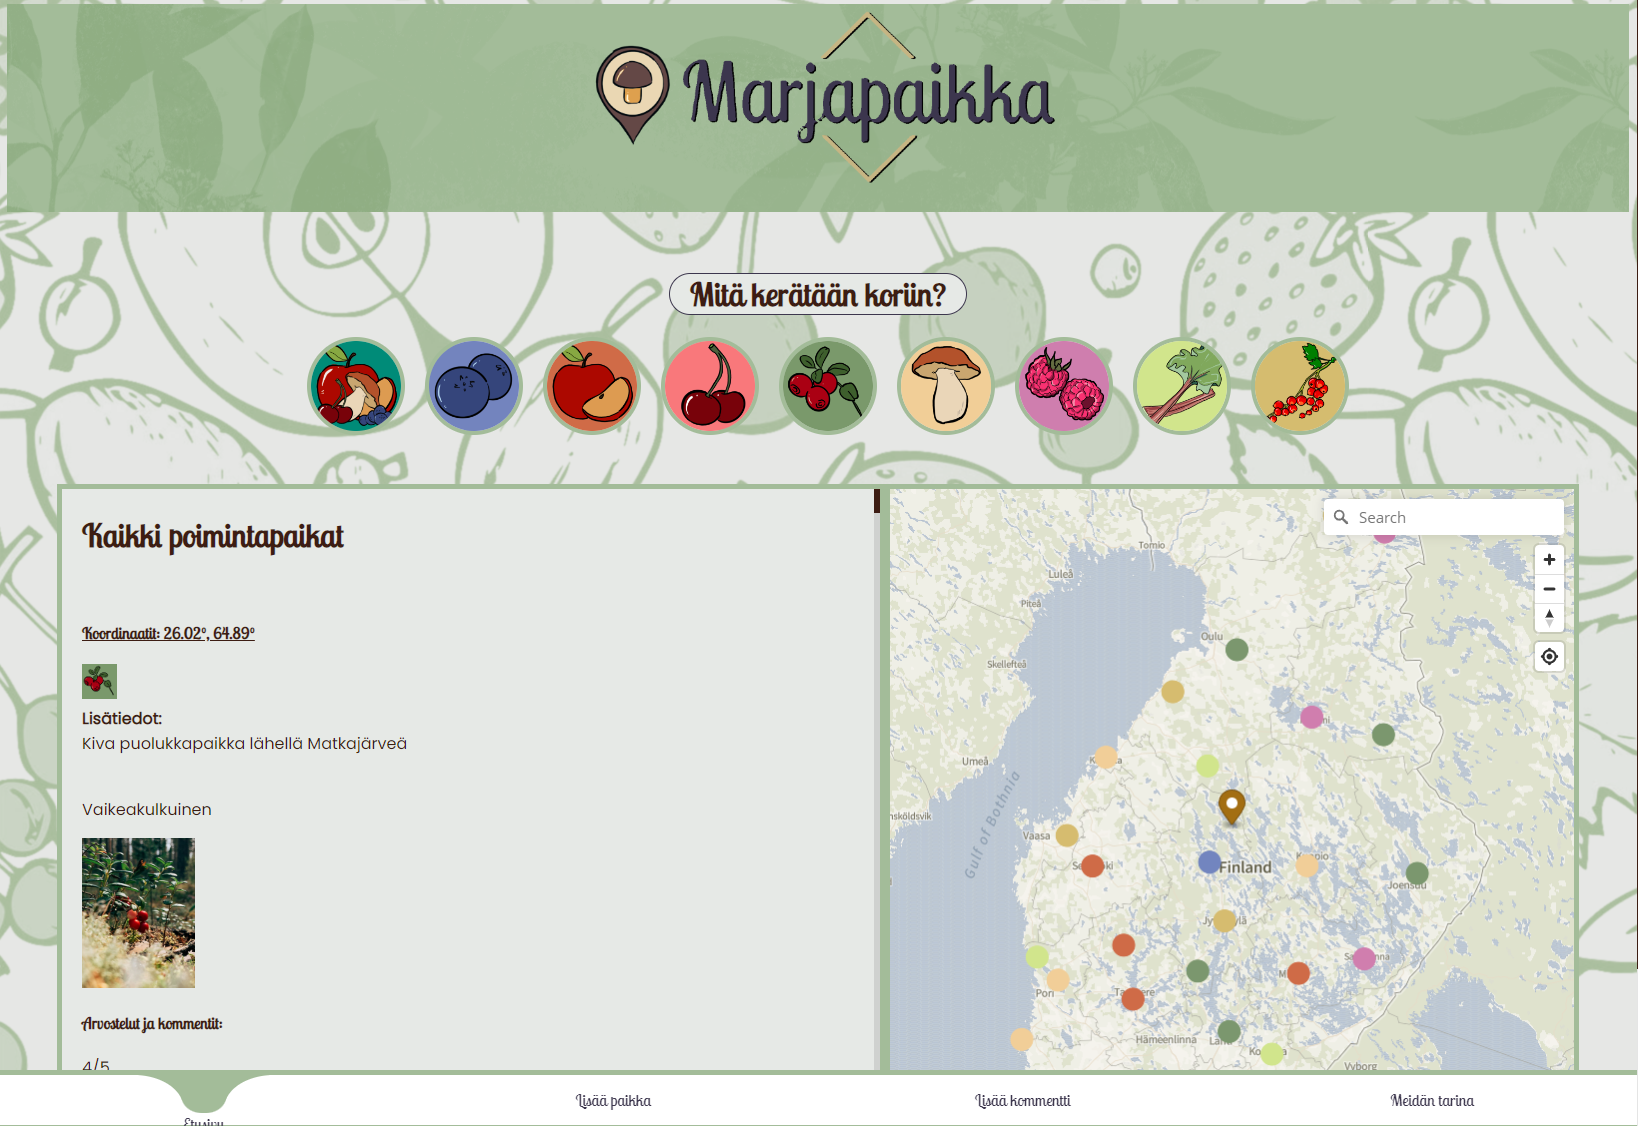 Marjapaikka
Mitä kerätään koriin?
Kaikki poimintapaikat
Koordinaatit: 26.02°, 64.89°
Lisätiedot:
Kiva puolukkapaikka lähellä Matkajärveä
Vaikeakulkuinen
Arvostelut ja kommentit:
4/5
Search
Tornio
Luleå
Piteå
Oulu
Skellefteå
Umeå
Gulf of Bothnia
Vaasa
Finland
Joensuu
Pori
Hämeenlinna
Vyborg
Etusivu
Lisää paikka
Lisää kommentti
Meidän tarina